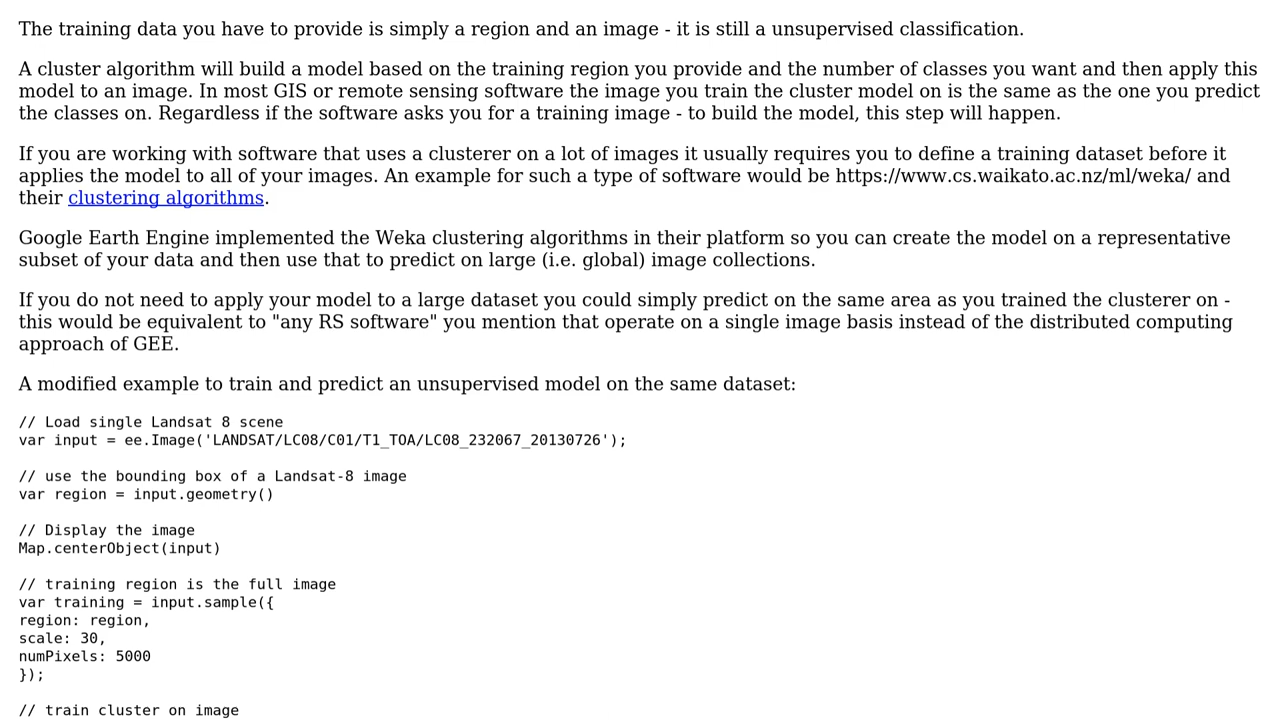 The training data you have to provide is simply a region and an image - it is still a unsupervised classification.
A cluster algorithm will build a model based on the training region you provide and the number of classes you want and then apply this
model to an image. In most GIS or remote sensing software the image you train the cluster model on is the same as the one you predict
the classes on. Regardless if the software asks you for a training image - to build the model, this step will happen.
If you are working with software that uses a clusterer on a lot of images it usually requires you to define a training dataset before it
applies the model to all of your images. An example for such a type of software would be https://www.cs.waikato.ac.nz/ml/weka/ and
their clustering algorithms.
Google Earth Engine implemented the Weka clustering algorithms in their platform so you can create the model on a representative
subset of your data and then use that to predict on large (i.e. global) image collections.
If you do not need to apply your model to a large dataset you could simply predict on the same area as you trained the clusterer on -
this would be equivalent to "any RS software" you mention that operate on a single image basis instead of the distributed computing
approach of GEE.
A modified example to train and predict an unsupervised model on the same dataset:
// Load single Landsat 8 scene
var input = ee.Image('LANDSAT/LC08/C01/T1_TOA/LC08_232067_20130726');
// use the bounding box of a Landsat-8 image
var region = input.geometry()
// Display the image
Map.centerObject(input)
// training region is the full image
var training = input.sample({
region: region,
scale: 30,
numPixels: 5000
});
// train cluster on image